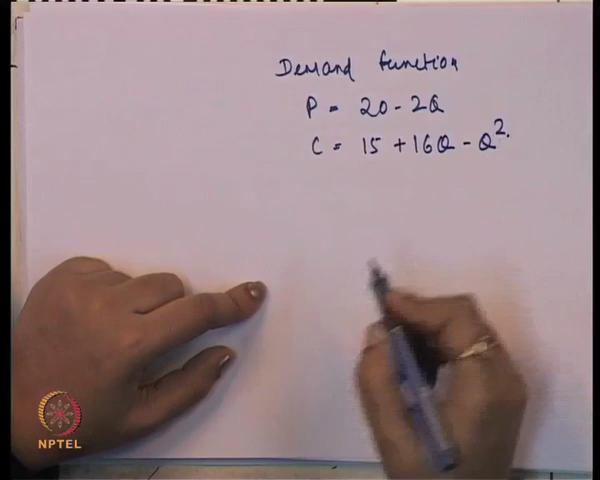 Demand function
P = 20 - 2Q
C = 15 + 16Q - Q².
NPTEL